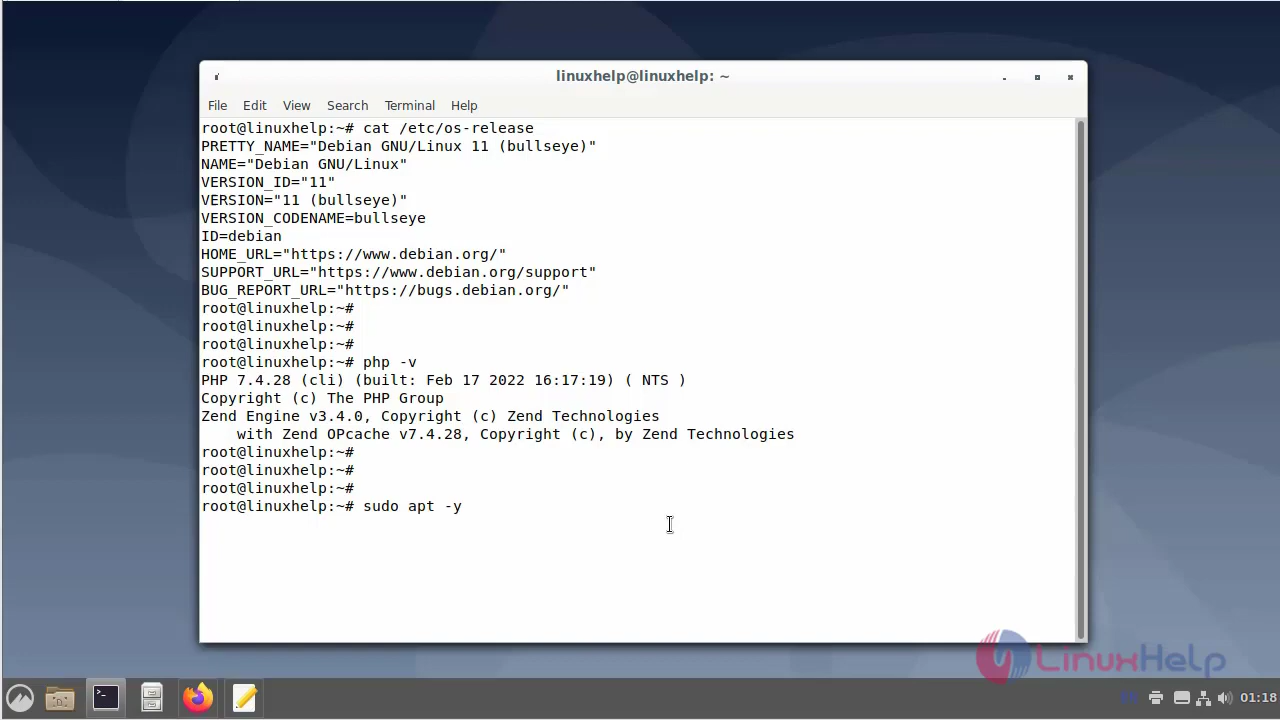 linuxhelp@linuxhelp: ~
File Edit View Search Terminal Help
root@linuxhelp:~# cat /etc/os-release
PRETTY_NAME="Debian GNU/Linux 11 (bullseye)"
NAME="Debian GNU/Linux"
VERSION_ID="11"
VERSION="11 (bullseye)"
VERSION_CODENAME=bullseye
ID=debian
HOME_URL="https://www.debian.org/"
SUPPORT_URL="https://www.debian.org/support"
BUG_REPORT_URL="https://bugs.debian.org/"
root@linuxhelp:~#
root@linuxhelp:~#
root@linuxhelp:~#
root@linuxhelp:~# php -v
PHP 7.4.28 (cli) (built: Feb 17 2022 16:17:19) ( NTS )
Copyright (c) The PHP Group
Zend Engine v3.4.0, Copyright (c) Zend Technologies
    with Zend OPcache v7.4.28, Copyright (c), by Zend Technologies
root@linuxhelp:~#
root@linuxhelp:~#
root@linuxhelp:~#
root@linuxhelp:~# sudo apt -y
LinuxHelp
01:18